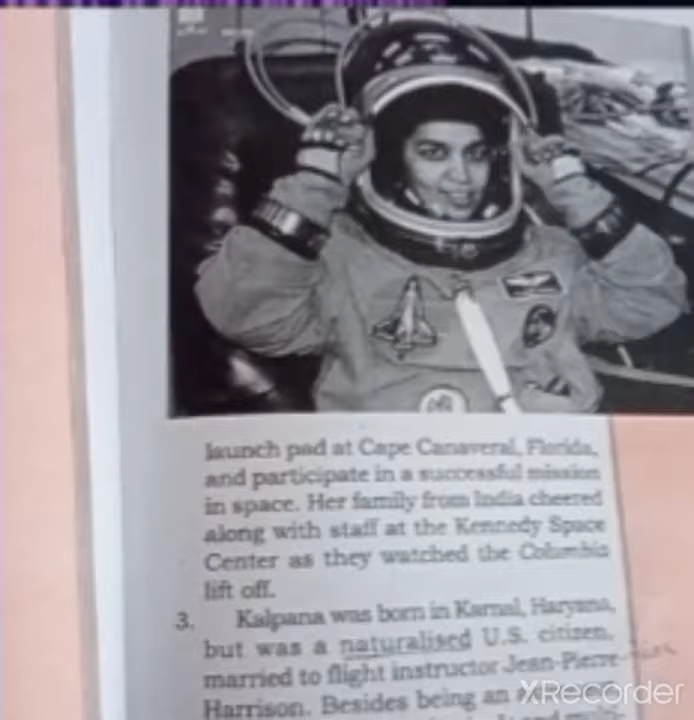 launch pad at Cape Canaveral, Florida,
and participate in a successful mission
in space. Her family from India cheered
along with staff at the Kennedy Space
Center as they watched the Columbia
lift off.
3. Kalpana was born in Karnal, Haryana,
but was a naturalised U.S. citizen,
married to flight instructor Jean-Pierre
Harrison. Besides being an
XRecorder